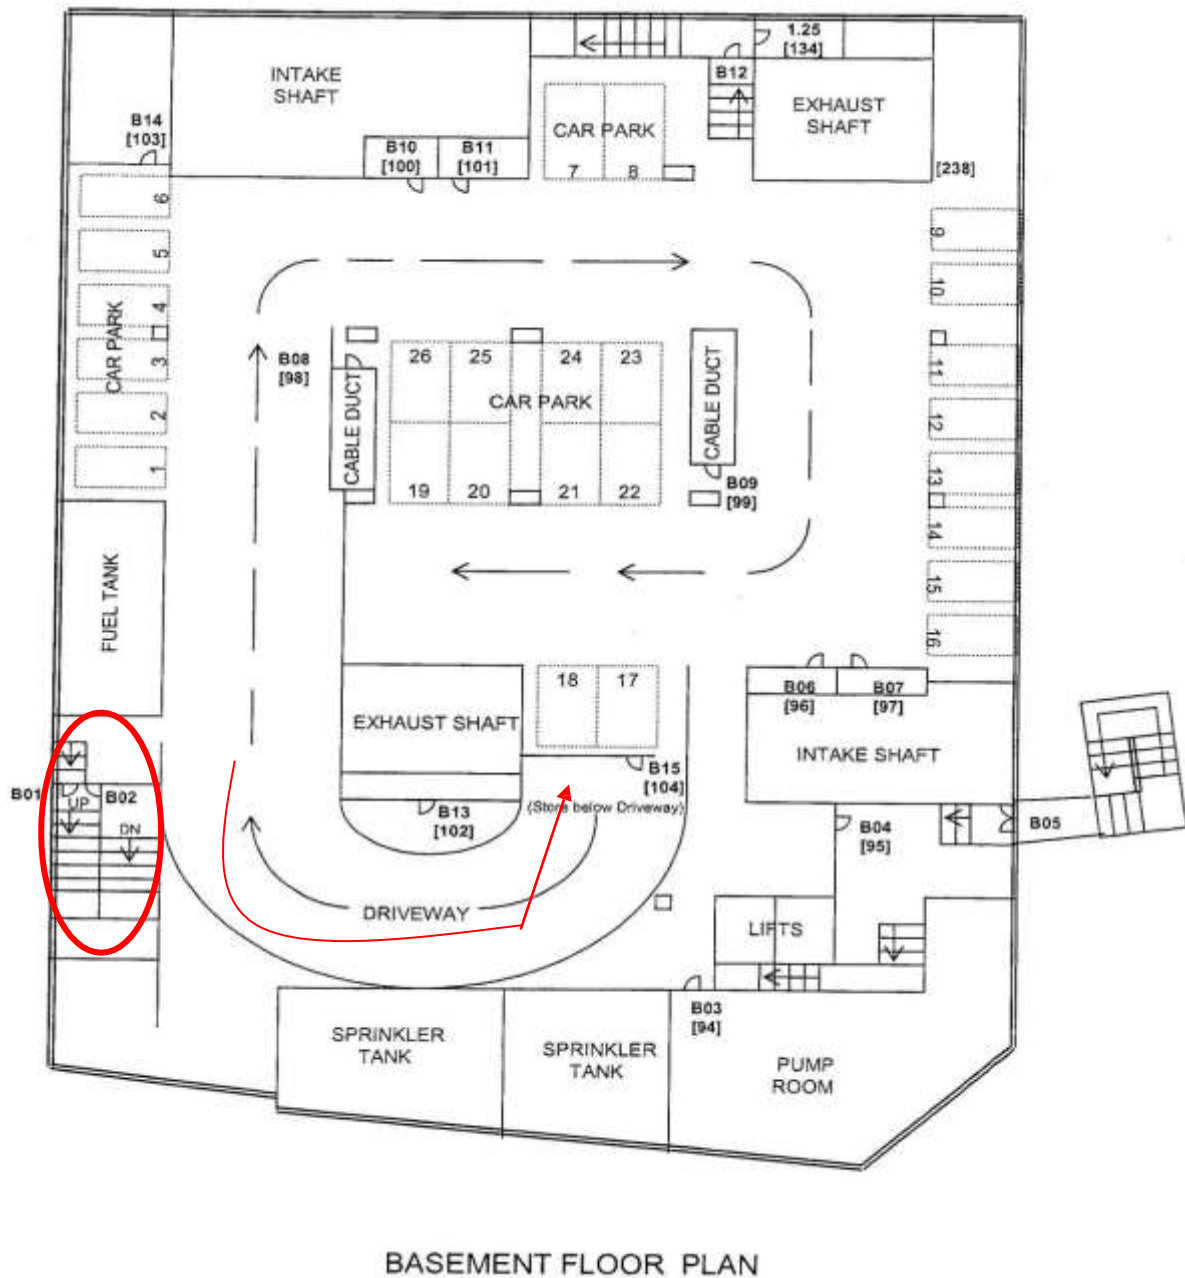 1.25
[134]
INTAKE
SHAFT
B12
EXHAUST
SHAFT
B14
[103]
CAR PARK
B10
[100]
B11
[101]
7
8
[238]
6
5
4
3
2
1
CAR PARK
9
10
11
12
13
14
15
16
B08
[98]
CABLE DUCT
26
25
24
23
CAR PARK
19
20
21
22
CABLE DUCT
B09
[99]
FUEL TANK
18
17
B06
[96]
B07
[97]
EXHAUST SHAFT
INTAKE SHAFT
B15
[104]
(Store below Driveway)
B01
UP
B02
DN
B13
[102]
B04
[95]
B05
DRIVEWAY
LIFTS
B03
[94]
SPRINKLER
TANK
SPRINKLER
TANK
PUMP
ROOM
BASEMENT FLOOR PLAN